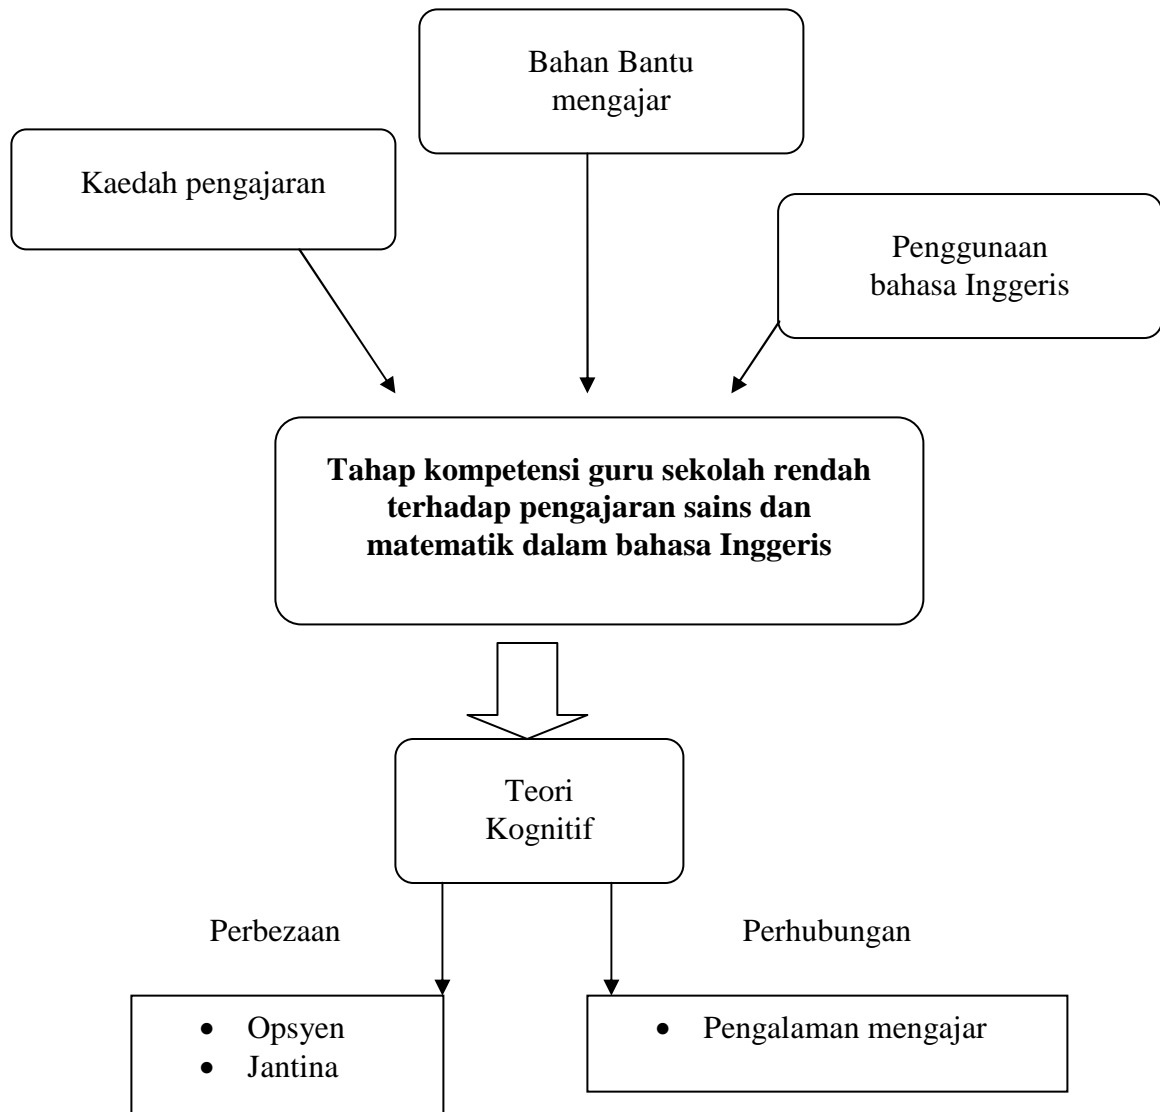 Bahan Bantu
mengajar
Kaedah pengajaran
Penggunaan
bahasa Inggeris
Tahap kompetensi guru sekolah rendah
terhadap pengajaran sains dan
matematik dalam bahasa Inggeris
Teori
Kognitif
Perbezaan
Perhubungan
• Opsyen
• Jantina
• Pengalaman mengajar